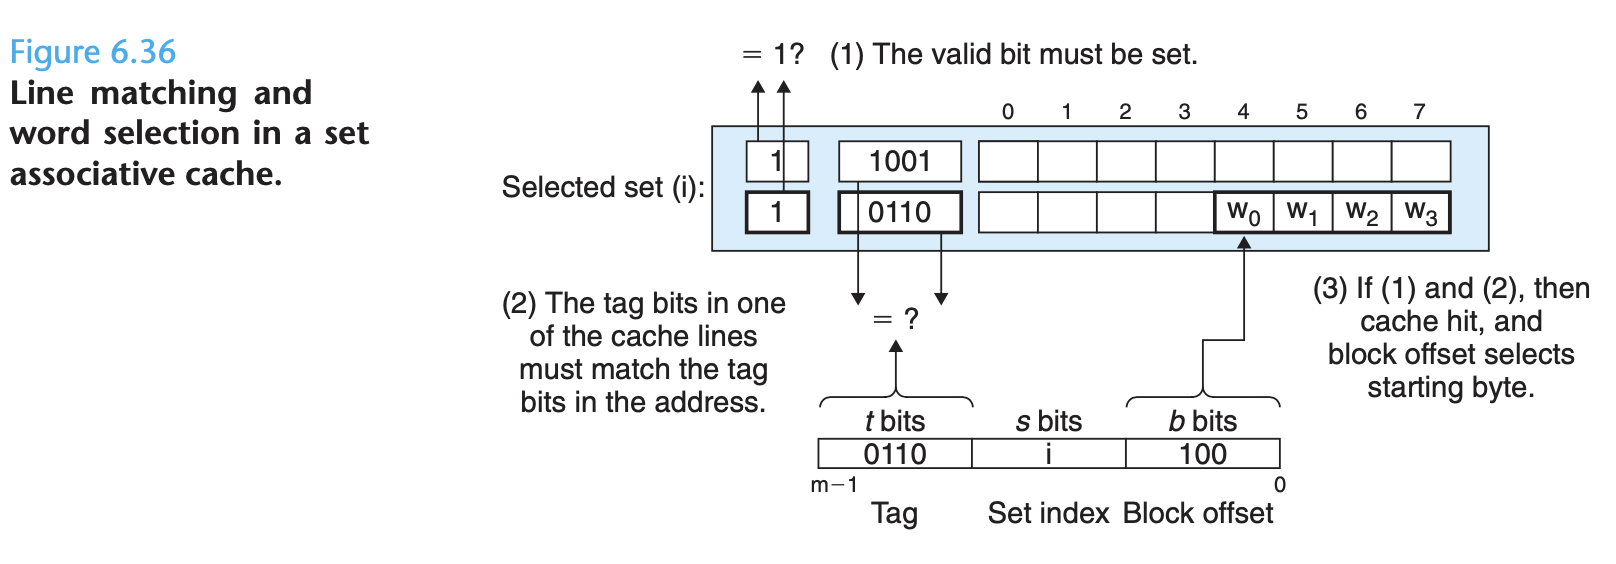 Figure 6.36
Line matching and
word selection in a set
associative cache.
= 1? (1) The valid bit must be set.
0 1 2 3 4 5 6 7
1 1001
Selected set (i):
1 0110 w0 w1 w2 w3
(2) The tag bits in one
of the cache lines
must match the tag
bits in the address.
= ?
(3) If (1) and (2), then
cache hit, and
block offset selects
starting byte.
t bits s bits b bits
0110 i 100
m−1 0
Tag Set index Block offset